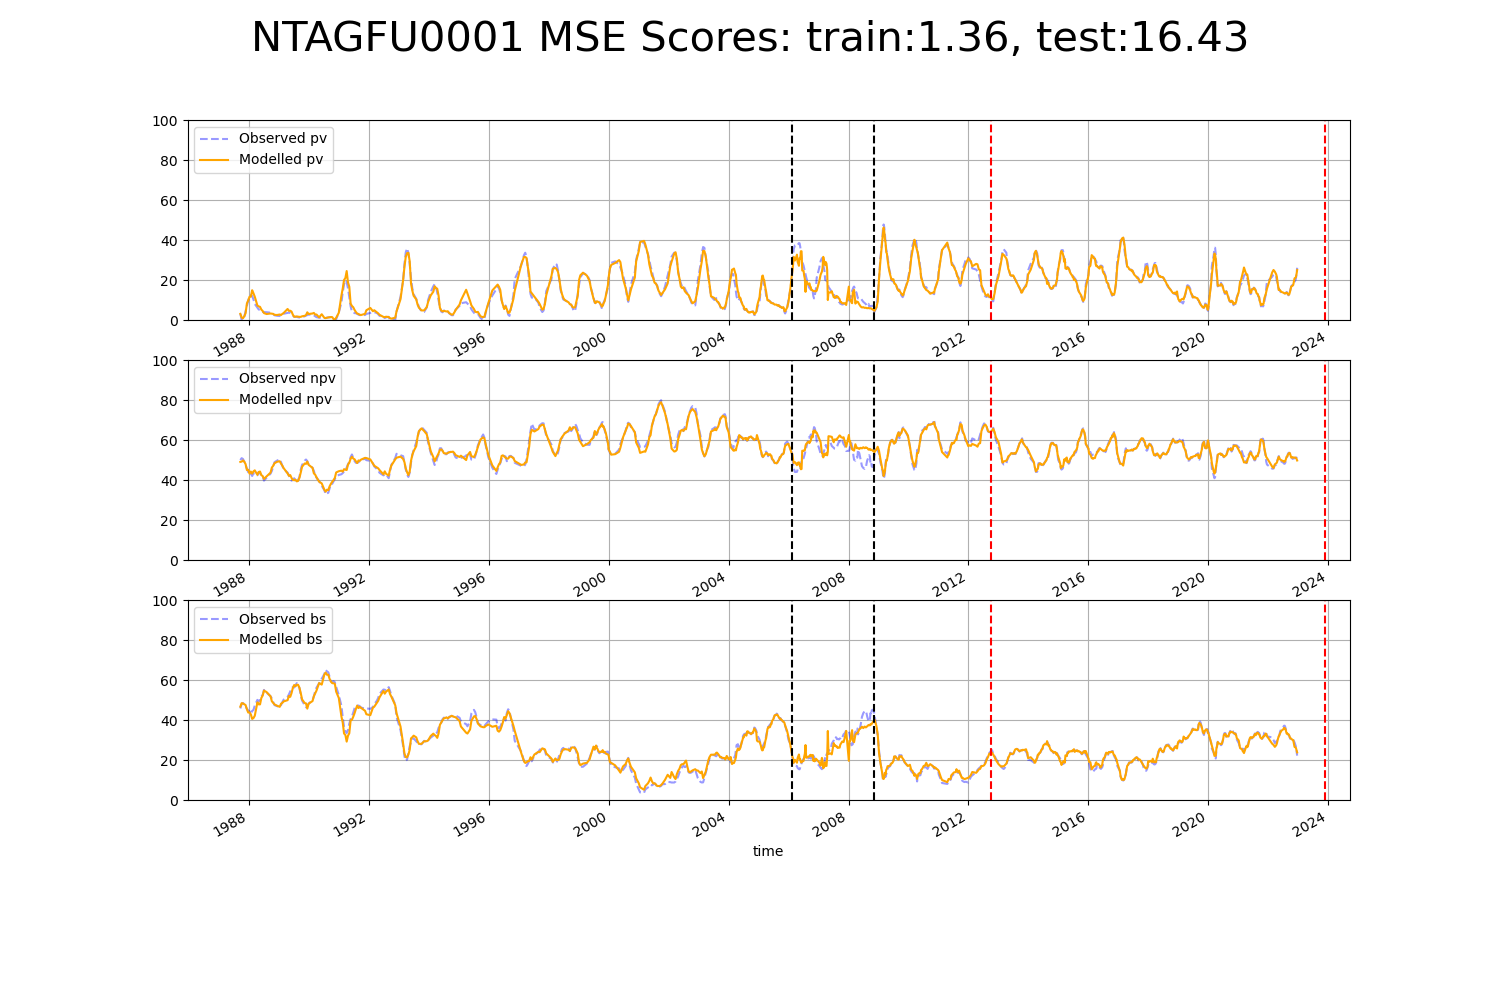 NTAGFU0001 MSE Scores: train:1.36, test:16.43
100
80
60
40
20
0
Observed pv
Modelled pv
1988 1992 1996 2000 2004 2008 2012 2016 2020 2024
100
80
60
40
20
0
Observed npv
Modelled npv
1988 1992 1996 2000 2004 2008 2012 2016 2020 2024
100
80
60
40
20
0
Observed bs
Modelled bs
1988 1992 1996 2000 2004 2008 2012 2016 2020 2024
time